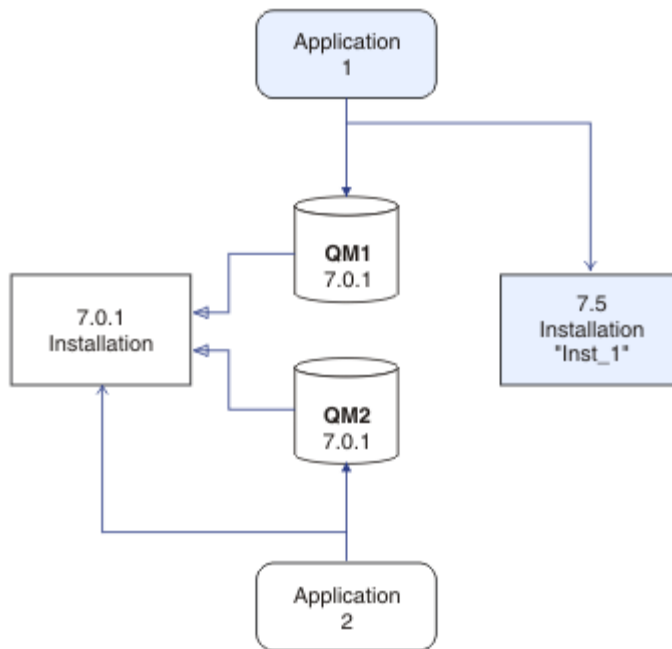 Application
1
QM1
7.0.1
7.0.1
Installation
7.5
Installation
"Inst_1"
QM2
7.0.1
Application
2